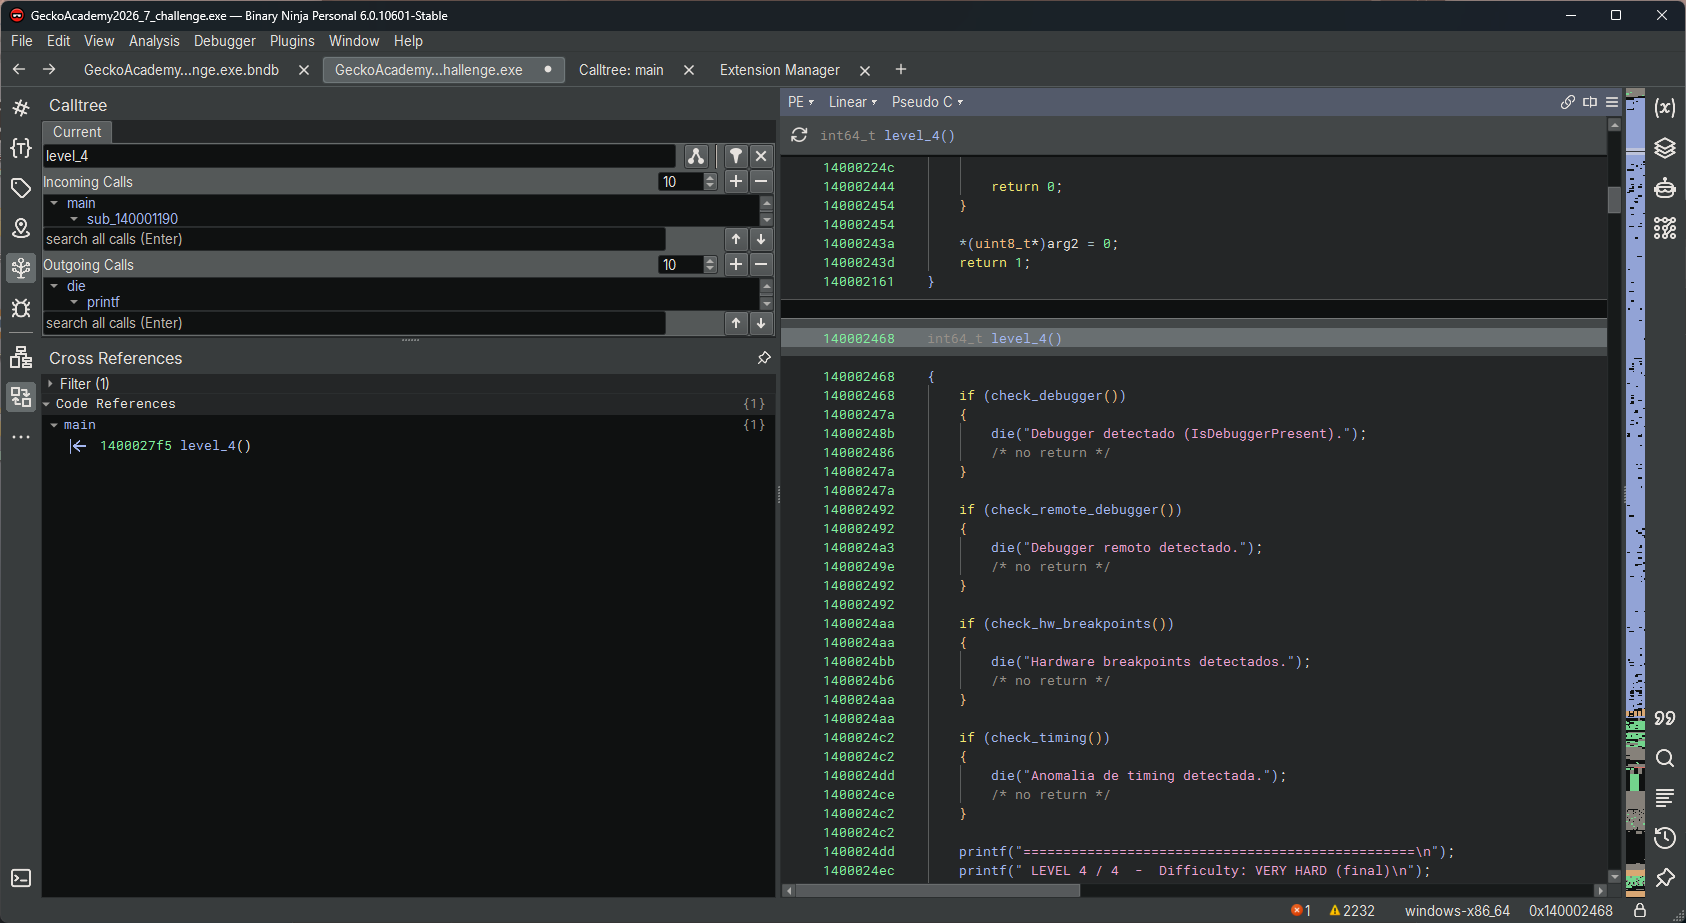 GeckoAcademy2026_7_challenge.exe — Binary Ninja Personal 6.0.10601-Stable
File Edit View Analysis Debugger Plugins Window Help
GeckoAcademy...nge.exe.bndb GeckoAcademy...hallenge.exe Calltree: main Extension Manager
Calltree
Current
level_4
Incoming Calls 10
main
sub_140001190
search all calls (Enter)
Outgoing Calls 10
die
printf
search all calls (Enter)
Cross References
Filter (1)
Code References {1}
main {1}
1400027f5 level_4()
PE Linear Pseudo C
int64_t level_4()
14000224c
140002444 return 0;
140002454 }
140002454
14000243a *(uint8_t*)arg2 = 0;
14000243d return 1;
140002161 }
140002468 int64_t level_4()
140002468 {
140002468 if (check_debugger())
14000247a {
14000248b die("Debugger detectado (IsDebuggerPresent).");
140002486 /* no return */
14000247a }
14000247a
140002492 if (check_remote_debugger())
140002492 {
1400024a3 die("Debugger remoto detectado.");
14000249e /* no return */
140002492 }
140002492
1400024aa if (check_hw_breakpoints())
1400024aa {
1400024bb die("Hardware breakpoints detectados.");
1400024b6 /* no return */
1400024aa }
1400024aa
1400024c2 if (check_timing())
1400024c2 {
1400024dd die("Anomalia de timing detectada.");
1400024ce /* no return */
1400024c2 }
1400024c2
1400024dd printf("=================================================\n");
1400024ec printf(" LEVEL 4 / 4 - Difficulty: VERY HARD (final)\n");
1 2232 windows-x86_64 0x140002468